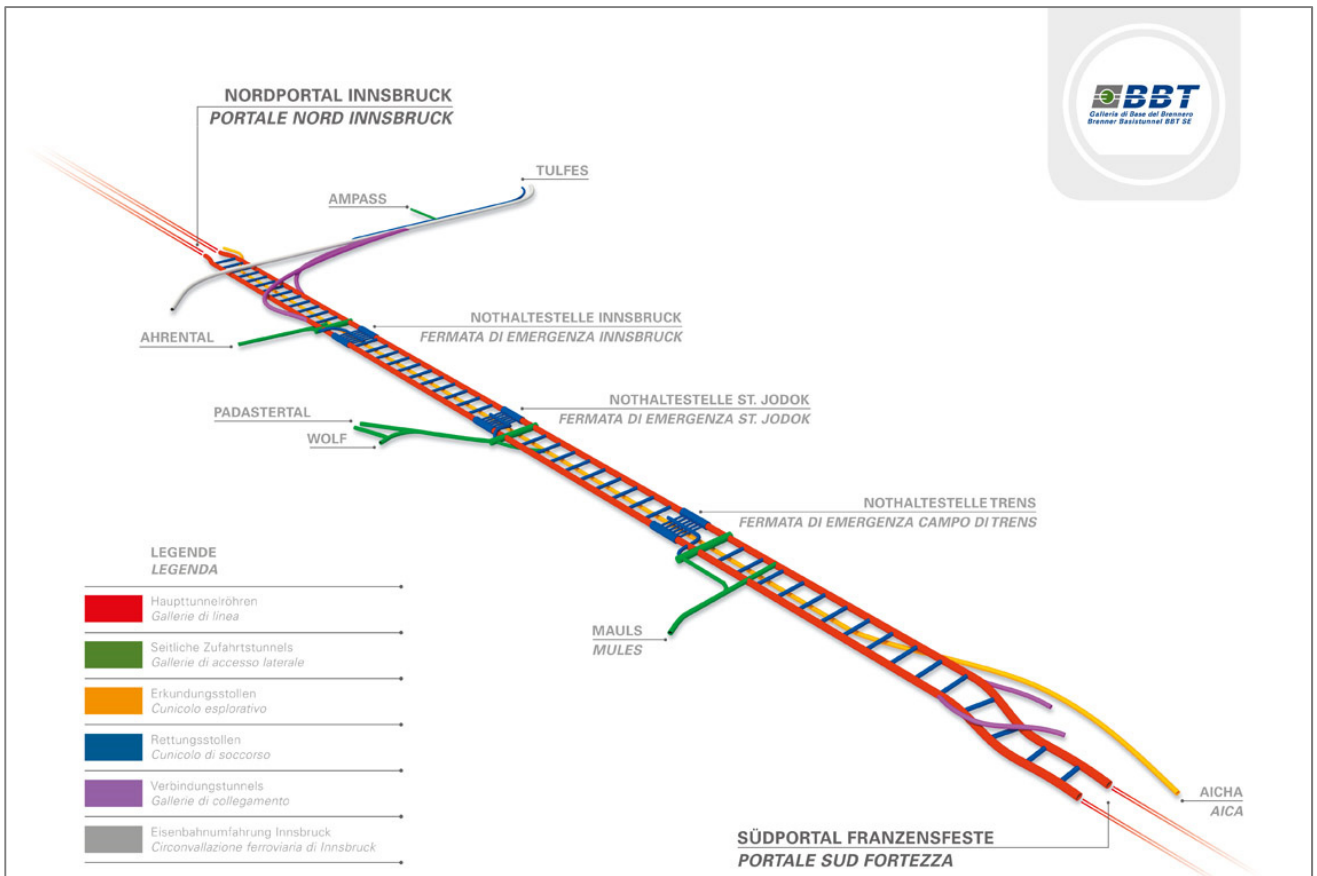 BBT
Galleria di Base del Brennero
Brenner Basistunnel BBT SE
NORDPORTAL INNSBRUCK
PORTALE NORD INNSBRUCK
TULFES
AMPASS
AHRENTAL
NOTHALTESTELLE INNSBRUCK
FERMATA DI EMERGENZA INNSBRUCK
PADASTERTAL
WOLF
NOTHALTESTELLE ST. JODOK
FERMATA DI EMERGENZA ST. JODOK
NOTHALTESTELLE TRENS
FERMATA DI EMERGENZA CAMPO DI TRENS
MAULS
MULES
AICHA
AICA
SÜDPORTAL FRANZENSFESTE
PORTALE SUD FORTEZZA
LEGENDE
LEGENDA
Haupttunnelröhren
Gallerie di linea
Seitliche Zufahrtstunnels
Gallerie di accesso laterale
Erkundungsstollen
Cunicolo esplorativo
Rettungsstollen
Cunicolo di soccorso
Verbindungstunnels
Gallerie di collegamento
Eisenbahnumfahrung Innsbruck
Circonvallazione ferroviaria di Innsbruck